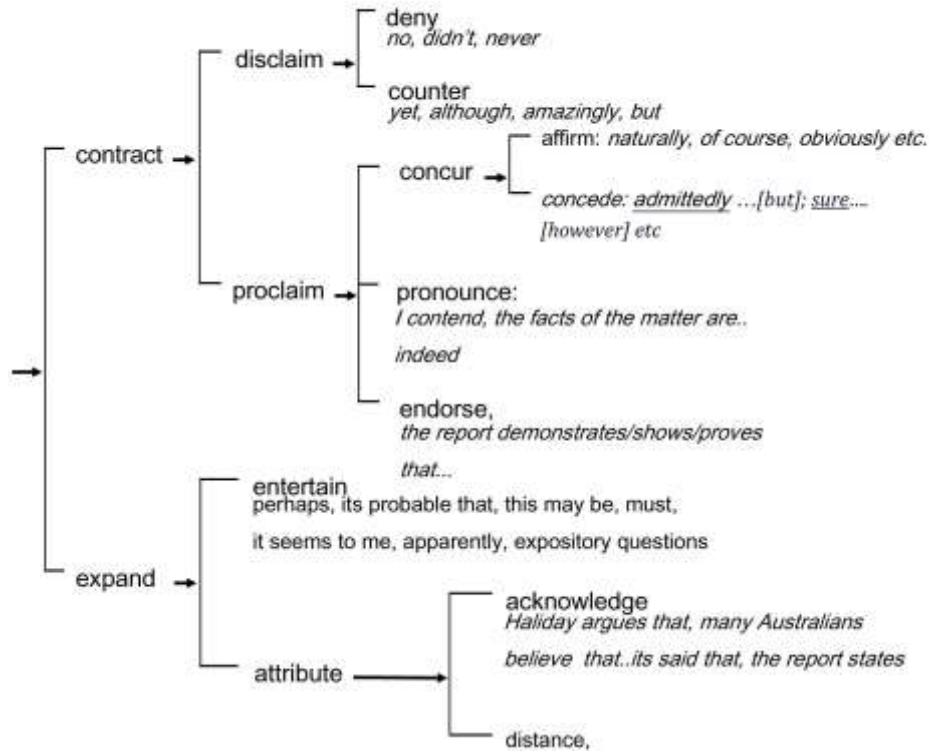 deny
no, didn't, never
disclaim
counter
yet, although, amazingly, but
contract
affirm: naturally, of course, obviously etc.
concur
concede: admittedly …[but]; sure....
[however] etc
proclaim
pronounce:
I contend, the facts of the matter are..
indeed
endorse,
the report demonstrates/shows/proves
that...
entertain
perhaps, its probable that, this may be, must,
it seems to me, apparently, expository questions
expand
acknowledge
Haliday argues that, many Australians
believe that..its said that, the report states
attribute
distance,